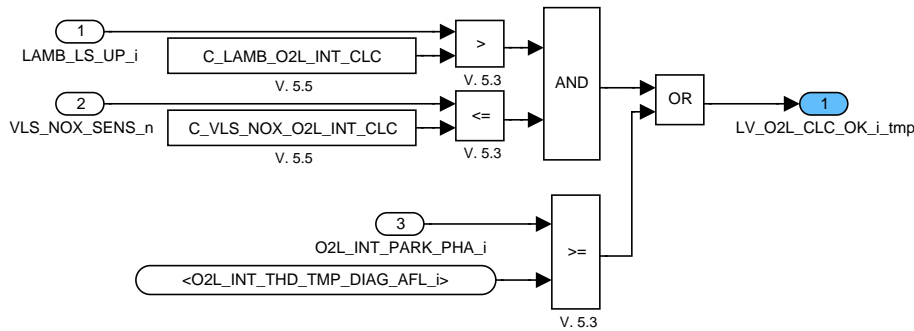 1
LAMB_LS_UP_i
C_LAMB_O2L_INT_CLC
V. 5.5
>
V. 5.3
2
VLS_NOX_SENS_n
C_VLS_NOX_O2L_INT_CLC
V. 5.5
<=
V. 5.3
AND
OR
1
LV_O2L_CLC_OK_i_tmp
3
O2L_INT_PARK_PHA_i
<O2L_INT_THD_TMP_DIAG_AFL_i>
>=
V. 5.3